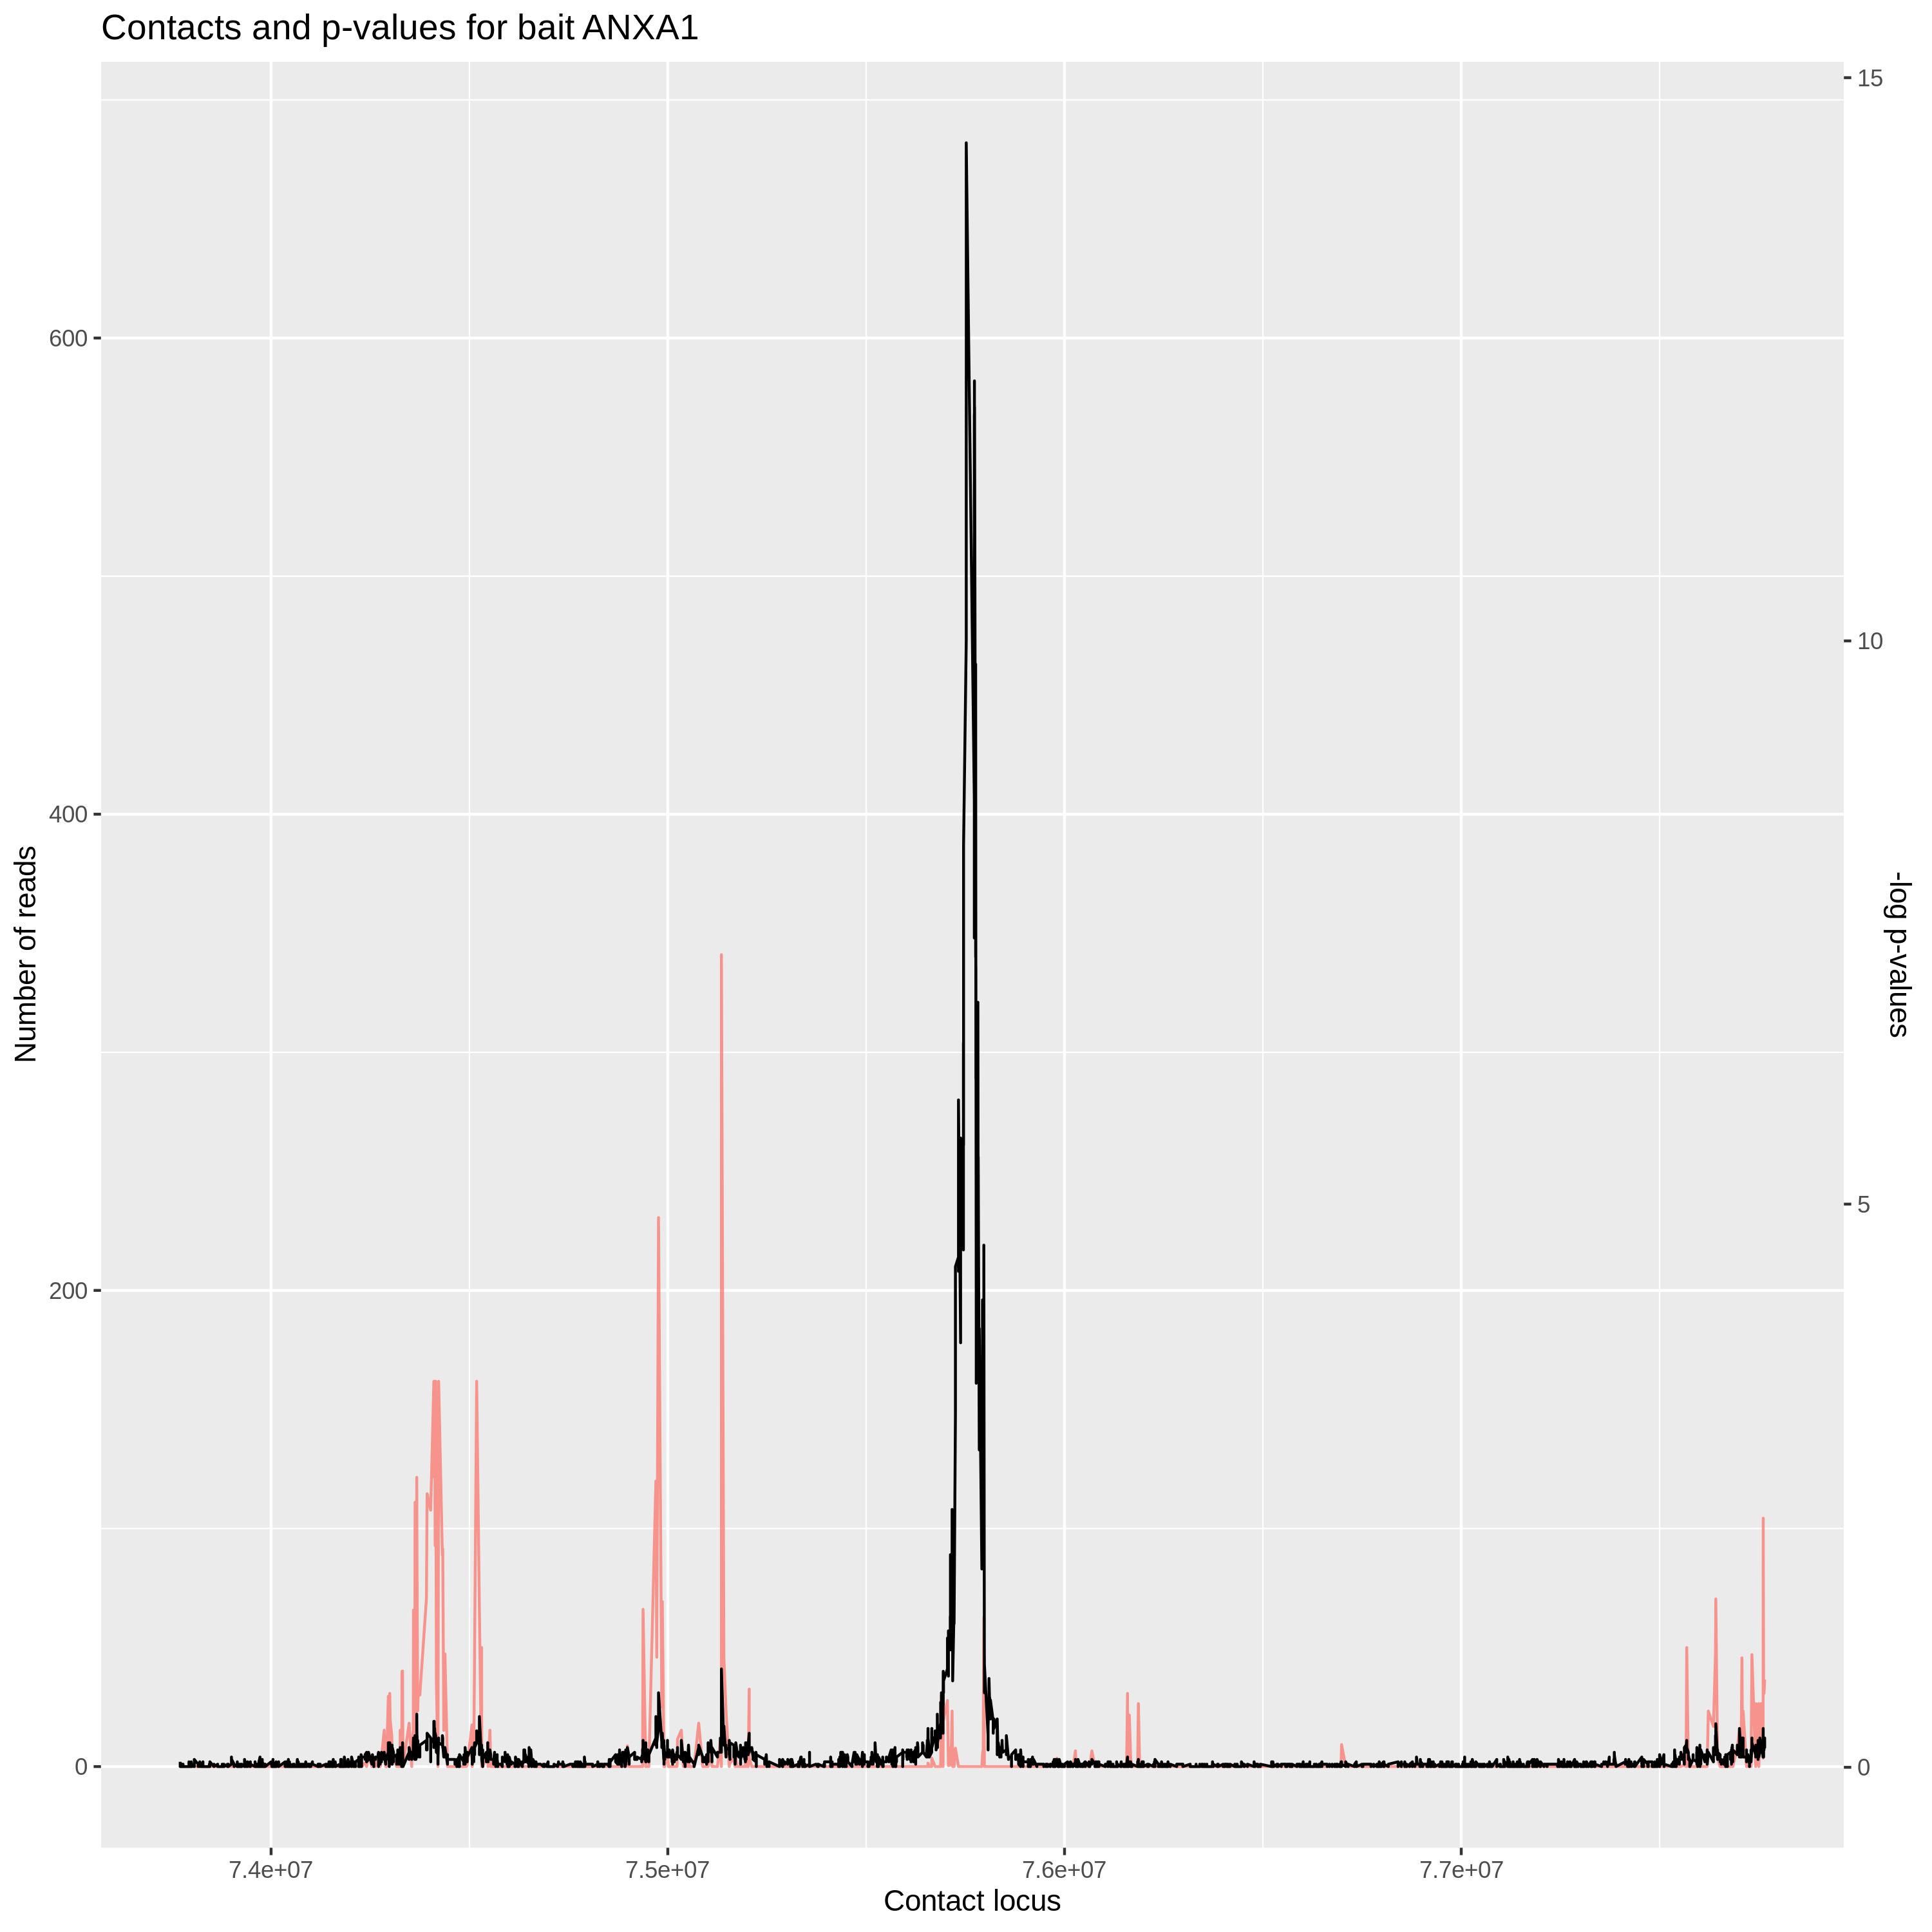 Contacts and p-values for bait ANXA1
15
600
10
400
Number of reads
-log p-values
5
200
0
0
7.4e+07
7.5e+07
7.6e+07
7.7e+07
Contact locus